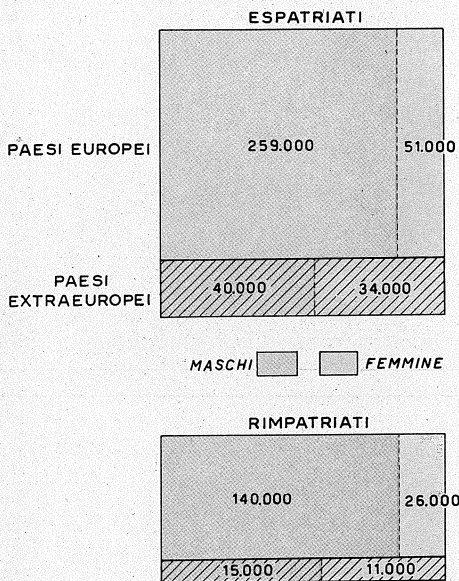 ESPATRIATI
PAESI EUROPEI 259.000 51.000
PAESI
EXTRAEUROPEI 40.000 34.000
MASCHI FEMMINE
RIMPATRIATI
140.000 26.000
15.000 11.000